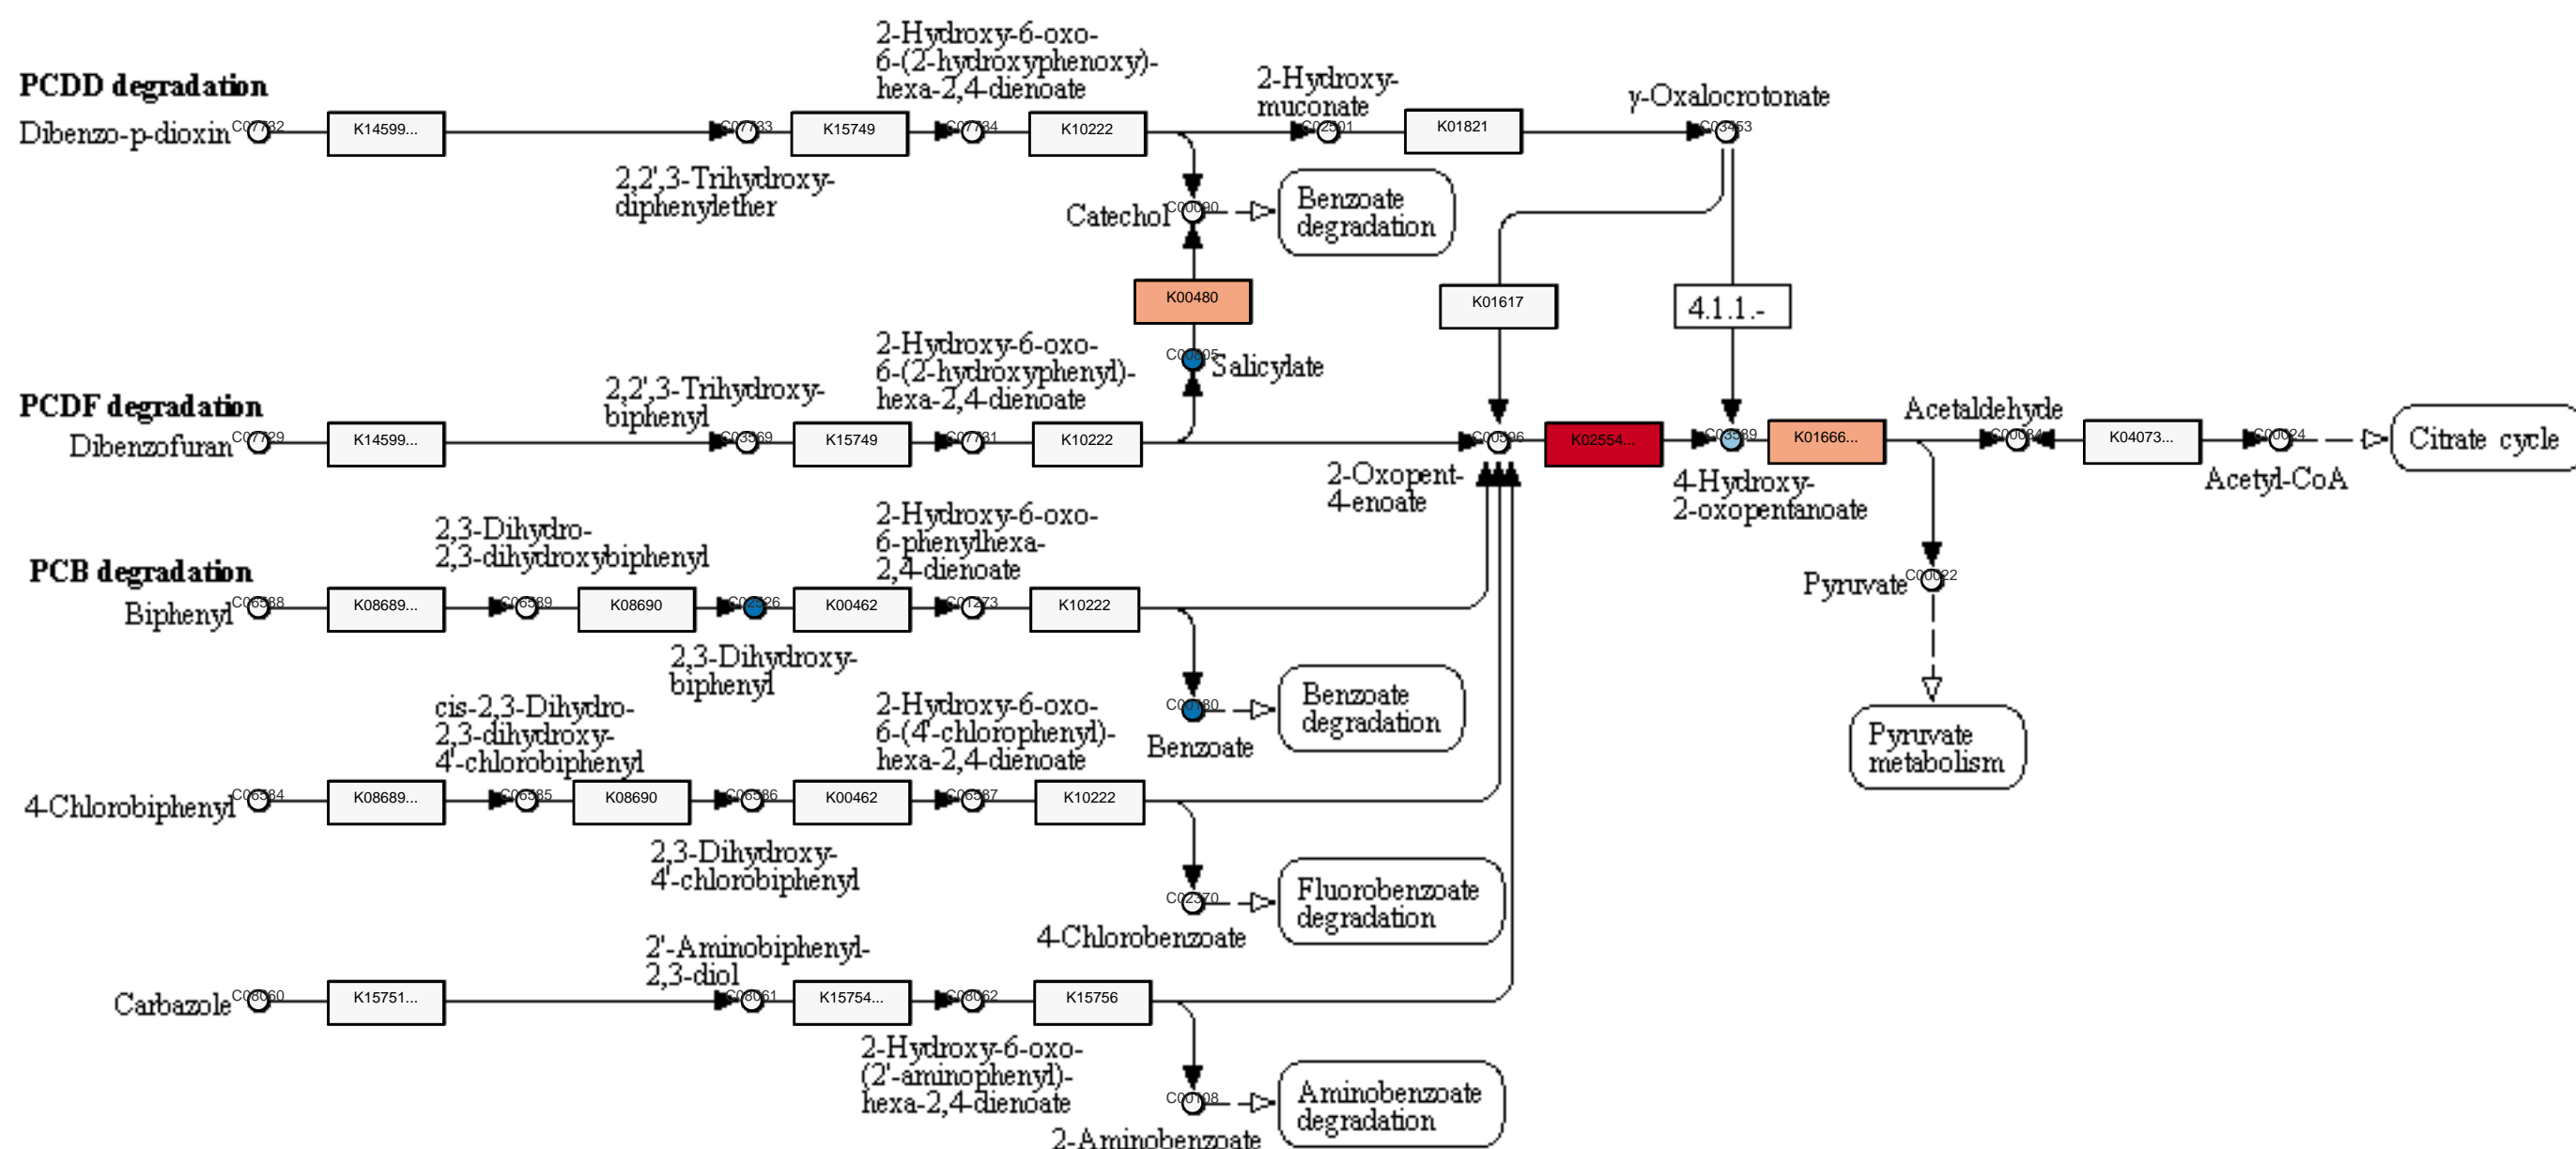 PCDD degradation
Dibenzo-p-dioxin
C07732
K14599...
C07733
2,2',3-Trihydroxy-
diphenylether
K15749
C07734
2-Hydroxy-6-oxo-
6-(2-hydroxyphenoxy)-
hexa-2,4-dienoate
K10222
2-Hydroxy-
muconate
C02501
K01821
γ-Oxalocrotonate
C03453
Catechol
C00090
Benzoate
degradation
K00480
K01617
4.1.1.-
C00805
Salicylate
PCDF degradation
Dibenzofuran
C07729
K14599...
2,2',3-Trihydroxy-
biphenyl
C03569
K15749
C07731
2-Hydroxy-6-oxo-
6-(2-hydroxyphenyl)-
hexa-2,4-dienoate
K10222
C00596
2-Oxopent-
4-enoate
K02554...
C03589
4-Hydroxy-
2-oxopentanoate
K01666...
Acetaldehyde
C00084
K04073...
C00024
Acetyl-CoA
Citrate cycle
Pyruvate
C00022
Pyruvate
metabolism
PCB degradation
Biphenyl
C06588
K08689...
2,3-Dihydro-
2,3-dihydroxybiphenyl
C06589
K08690
C02526
2,3-Dihydroxy-
biphenyl
K00462
C01273
2-Hydroxy-6-oxo-
6-phenylhexa-
2,4-dienoate
K10222
C00180
Benzoate
Benzoate
degradation
4-Chlorobiphenyl
C06584
K08689...
cis-2,3-Dihydro-
2,3-dihydroxy-
4'-chlorobiphenyl
C06585
K08690
C06586
2,3-Dihydroxy-
4'-chlorobiphenyl
K00462
C06587
2-Hydroxy-6-oxo-
6-(4'-chlorophenyl)-
hexa-2,4-dienoate
K10222
C02370
4-Chlorobenzoate
Fluorobenzoate
degradation
Carbazole
C08060
K15751...
2'-Aminobiphenyl-
2,3-diol
C08061
K15754...
C08062
2-Hydroxy-6-oxo-
(2'-aminophenyl)-
hexa-2,4-dienoate
K15756
C00108
2-Aminobenzoate
Aminobenzoate
degradation